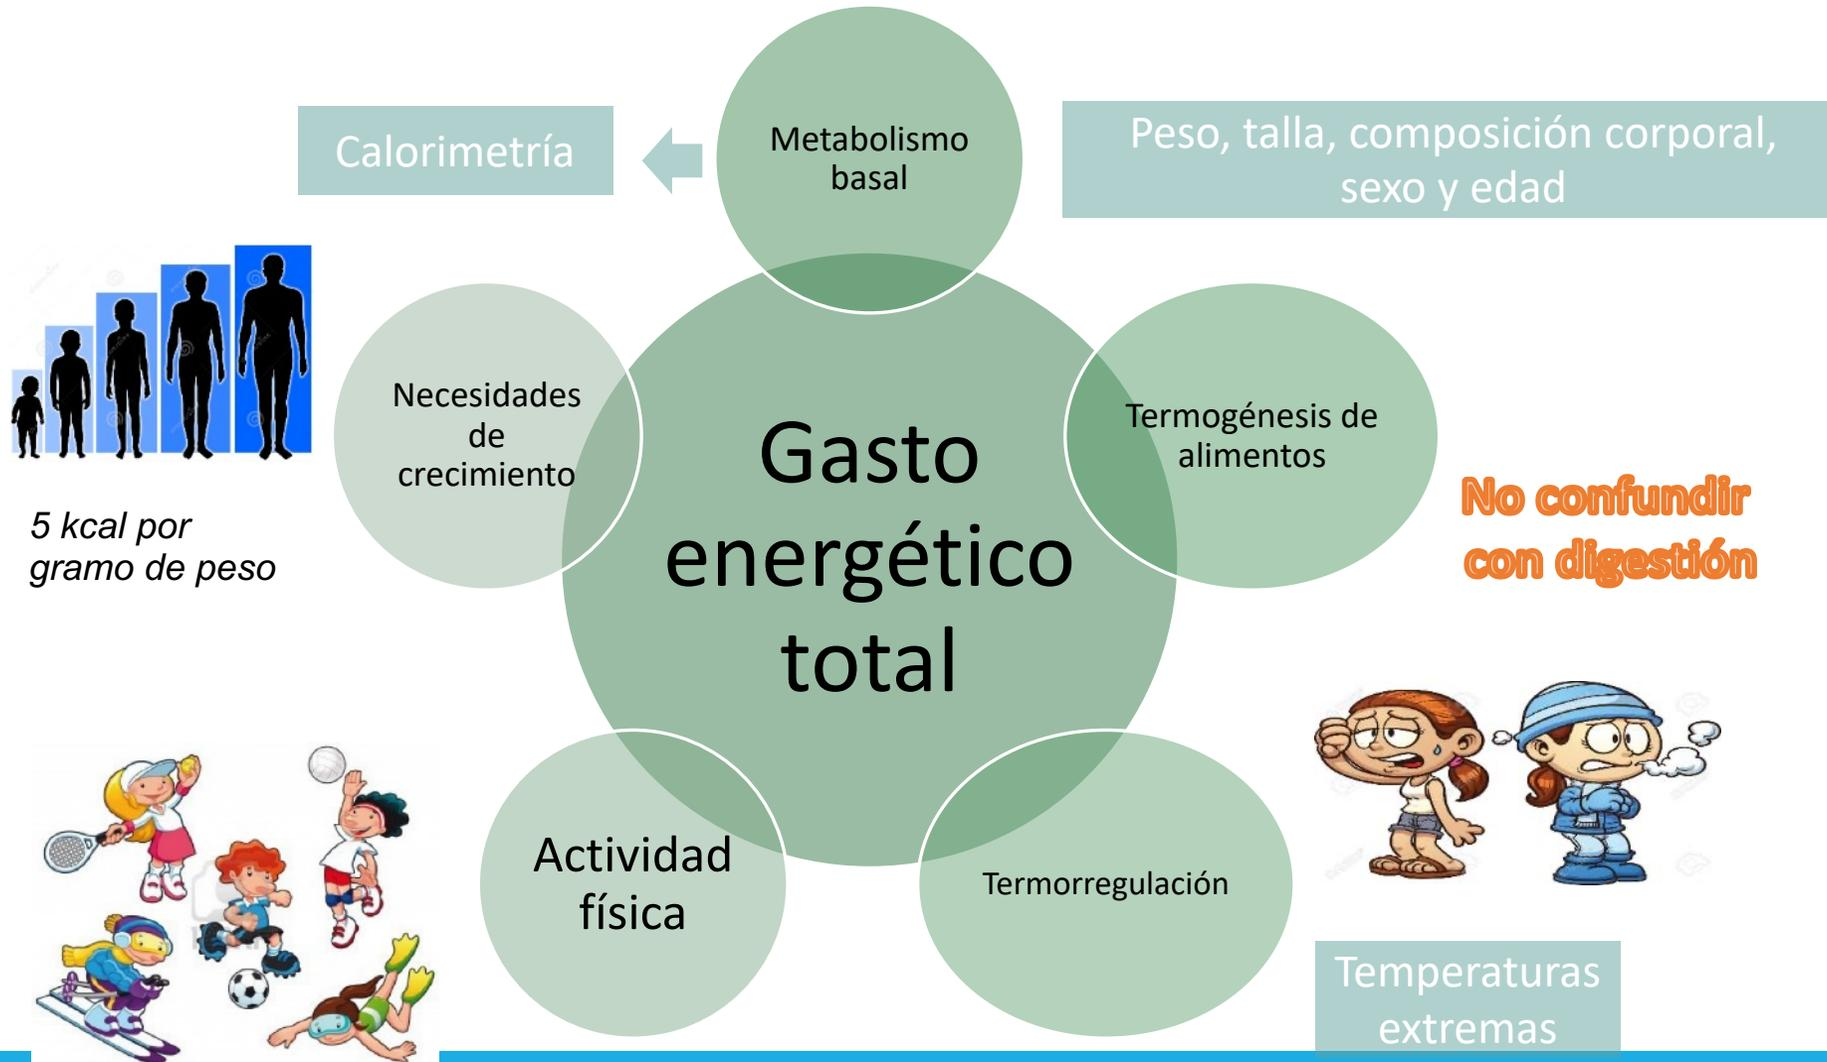 Metabolismo
basal
Calorimetría
Peso, talla, composición corporal,
sexo y edad
Necesidades
de
crecimiento
Termogénesis de
alimentos
Gasto
energético
total
No confundir
con digestión
5 kcal por
gramo de peso
Actividad
física
Termorregulación
Temperaturas
extremas